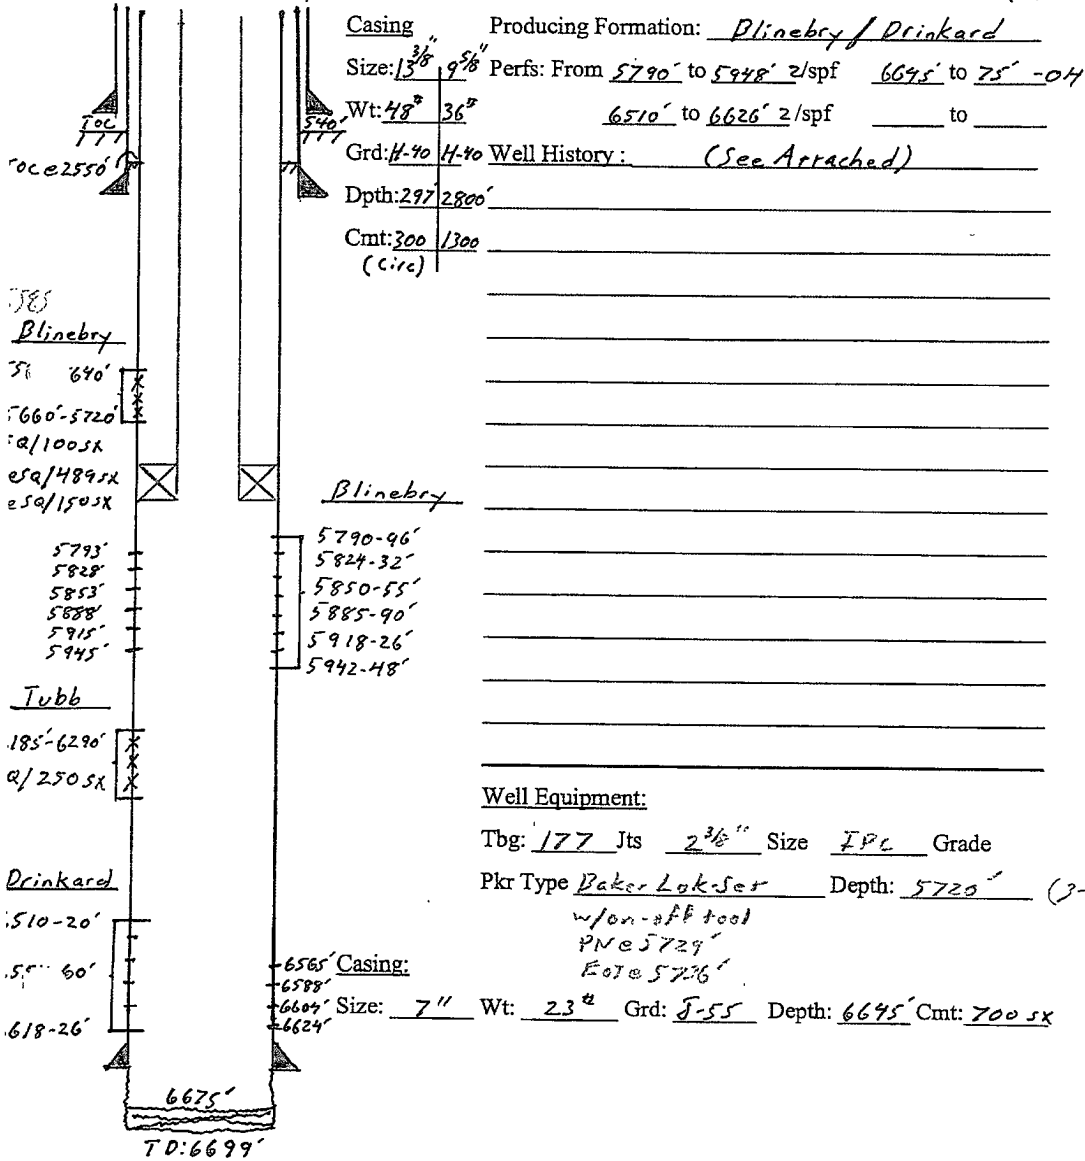 Casing Producing Formation: Blinebry / Drinkard
Size: 13 3/8" 9 5/8" Perfs: From 5790' to 5948' 2/spf 6645' to 75' -OH
Wt: 48# 36# 6510' to 6626' 2/spf to
TOC 540'
Grd: H-40 H-40 Well History: (See Attached)
TOC@2550'
Dpth: 297' 2800'
Cmt: 300 1300
(Circ)
Blinebry
640'
5660'-5720'
/100sx
/489sx
/150sx
Blinebry
5793' 5790-96'
5828' 5824-32'
5853' 5850-55'
5888' 5885-90'
5915' 5918-26'
5945' 5942-48'
Tubb
185'-6290'
Q/250sx
Well Equipment:
Tbg: 177 Jts 2 3/8" Size IPC Grade
Drinkard
Pkr Type Baker Lok-Set Depth: 5720' (3-
w/on-off tool
510-20'
PN@5729'
60' 6565' Casing: EOT@
6588'
6604' Size: 7" Wt: 23# Grd: J-55 Depth: 6645' Cmt: 700 sx
618-26' 6624'
6675'
TD:6699'